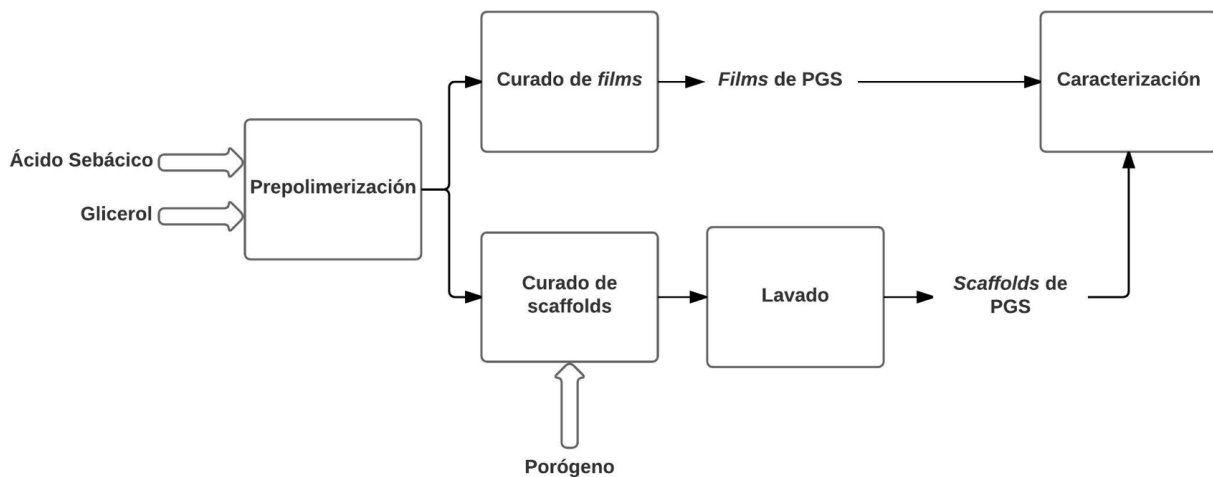 Ácido Sebácico
Glicerol
Prepolimerización
Curado de films
Films de PGS
Caracterización
Curado de
scaffolds
Porógeno
Lavado
Scaffolds de
PGS